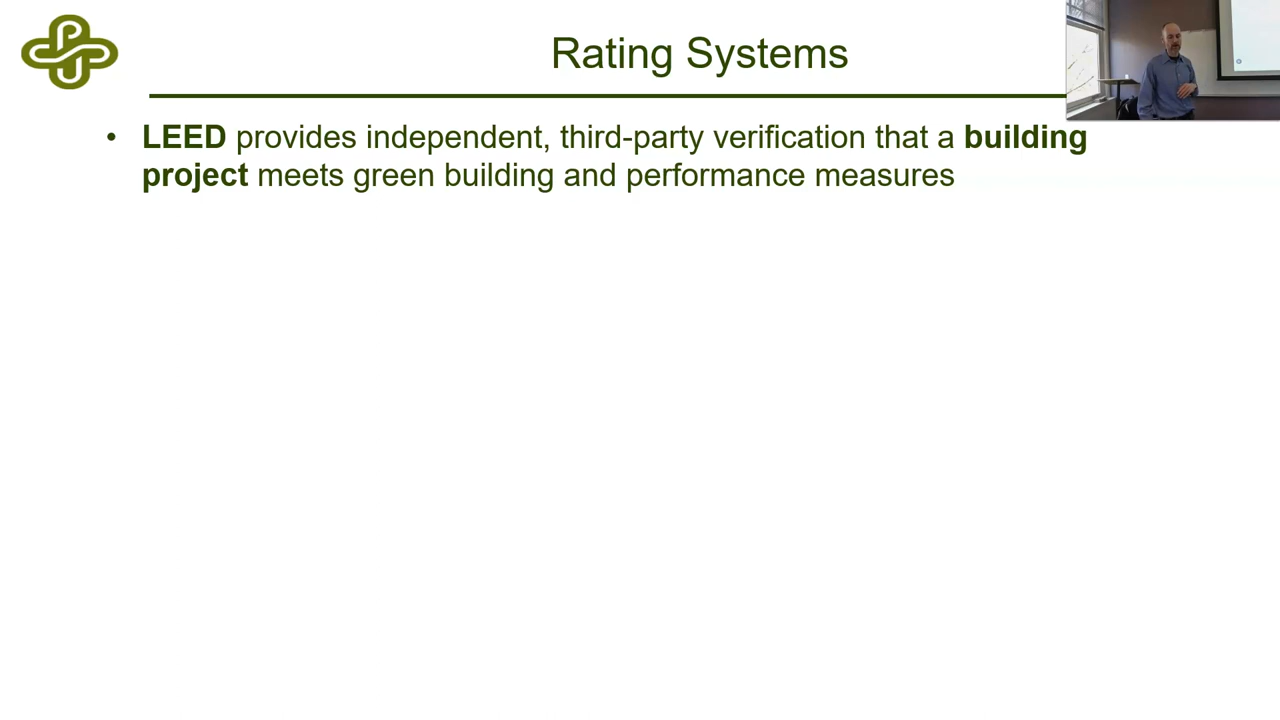 Rating Systems
• LEED provides independent, third-party verification that a building
project meets green building and performance measures